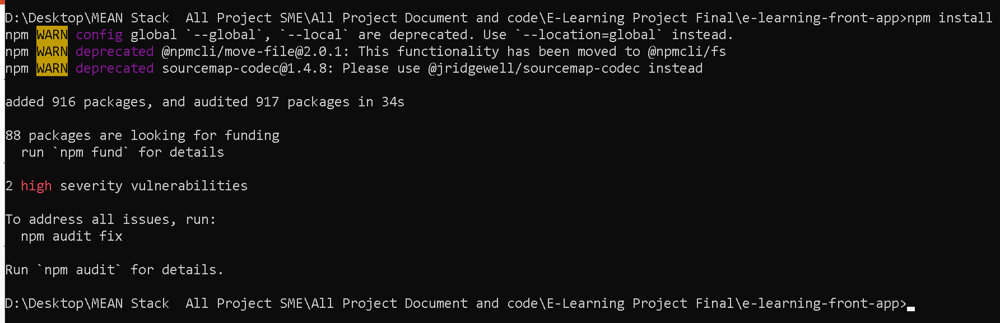 D:\Desktop\MEAN Stack  All Project SME\All Project Document and code\E-Learning Project Final\e-learning-front-app>npm install
npm WARN config global `--global`, `--local` are deprecated. Use `--location=global` instead.
npm WARN deprecated @npmcli/move-file@2.0.1: This functionality has been moved to @npmcli/fs
npm WARN deprecated sourcemap-codec@1.4.8: Please use @jridgewell/sourcemap-codec instead
added 916 packages, and audited 917 packages in 34s
88 packages are looking for funding
  run `npm fund` for details
2 high severity vulnerabilities
To address all issues, run:
  npm audit fix
Run `npm audit` for details.
D:\Desktop\MEAN Stack  All Project SME\All Project Document and code\E-Learning Project Final\e-learning-front-app>